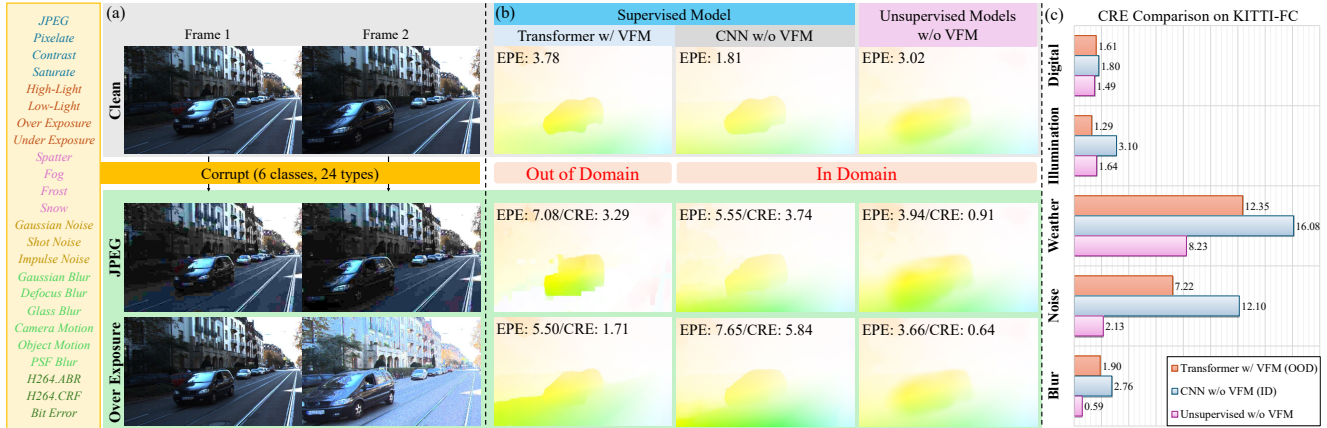 JPEG
Pixelate
Contrast
Saturate
High-Light
Low-Light
Over Exposure
Under Exposure
Spatter
Fog
Frost
Snow
Gaussian Noise
Shot Noise
Impulse Noise
Gaussian Blur
Defocus Blur
Glass Blur
Camera Motion
Object Motion
PSF Blur
H264.ABR
H264.CRF
Bit Error
(a)
Frame 1
Frame 2
Clean
Corrupt (6 classes, 24 types)
JPEG
Over Exposure
(b)
Supervised Model
Unsupervised Models
w/o VFM
Transformer w/ VFM
CNN w/o VFM
EPE: 3.78
EPE: 1.81
EPE: 3.02
Out of Domain
In Domain
EPE: 7.08/CRE: 3.29
EPE: 5.55/CRE: 3.74
EPE: 3.94/CRE: 0.91
EPE: 5.50/CRE: 1.71
EPE: 7.65/CRE: 5.84
EPE: 3.66/CRE: 0.64
(c)
CRE Comparison on KITTI-FC
Digital
1.61
1.80
1.49
Illumination
1.29
3.10
1.64
Weather
12.35
16.08
8.23
Noise
7.22
12.10
2.13
Blur
1.90
2.76
0.59
Transformer w/ VFM (OOD)
CNN w/o VFM (ID)
Unsupervised w/o VFM